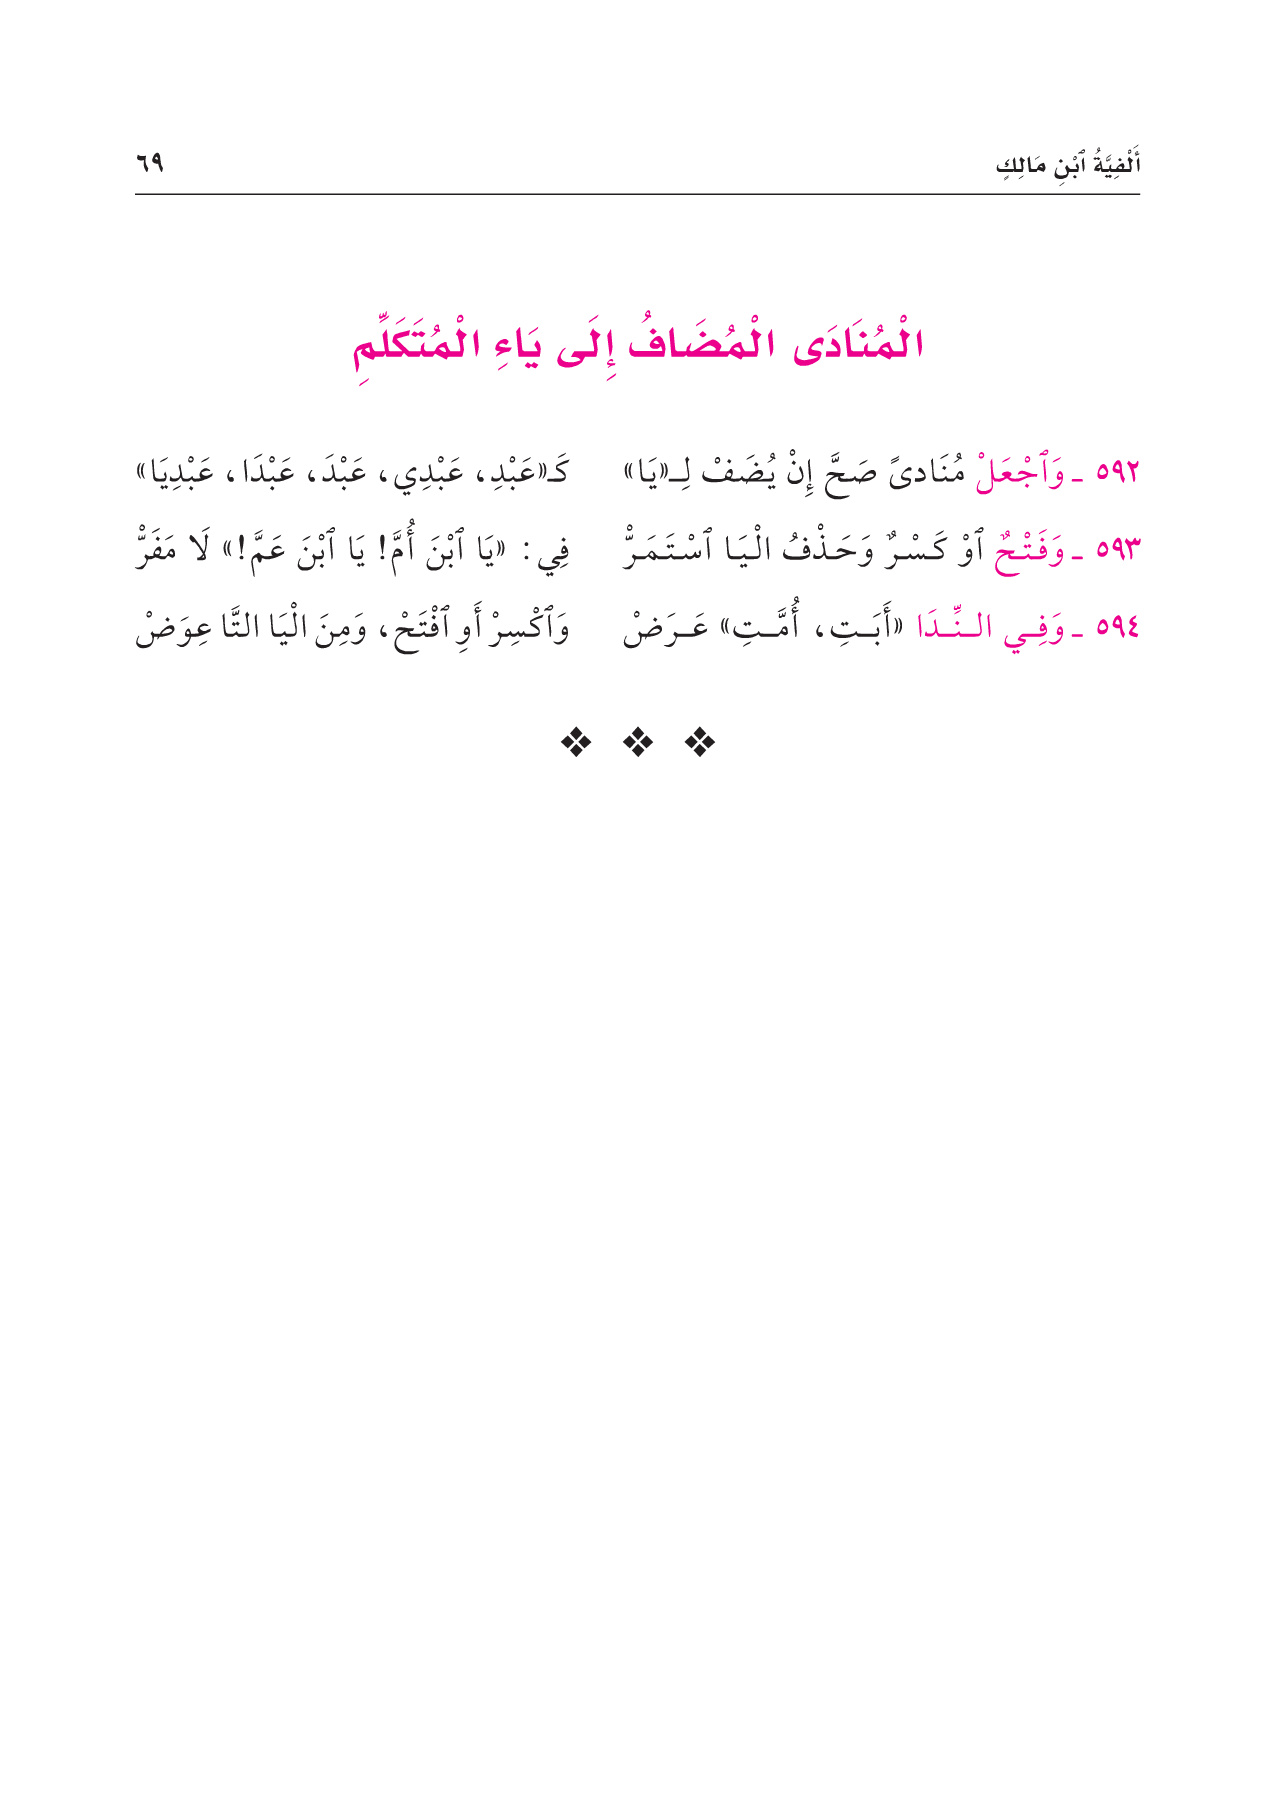 أَلْفِيَّةُ ٱبْنِ مَالِكٍ ٦٩
الْمُنَادَى الْمُضَافُ إِلَى يَاءِ الْمُتَكَلِّمِ
٥٩٢ ـ وَٱجْعَلْ مُنَادىً صَحَّ إِنْ يُضَفْ لِـ«يَا» كَـ«عَبْدِ، عَبْدِي، عَبْدَ، عَبْدَا، عَبْدِيَا»
٥٩٣ ـ وَفَتْحٌ ٱوْ كَسْرٌ وَحَذْفُ الْيَا ٱسْتَمَرّْ فِي: «يَا ٱبْنَ أُمَّ! يَا ٱبْنَ عَمَّ!» لَا مَفَرّْ
٥٩٤ ـ وَفِي النِّدَا «أَبَتِ، أُمَّتِ» عَرَضْ وَٱكْسِرْ أَوِ ٱفْتَحْ، وَمِنَ الْيَا التَّا عِوَضْ